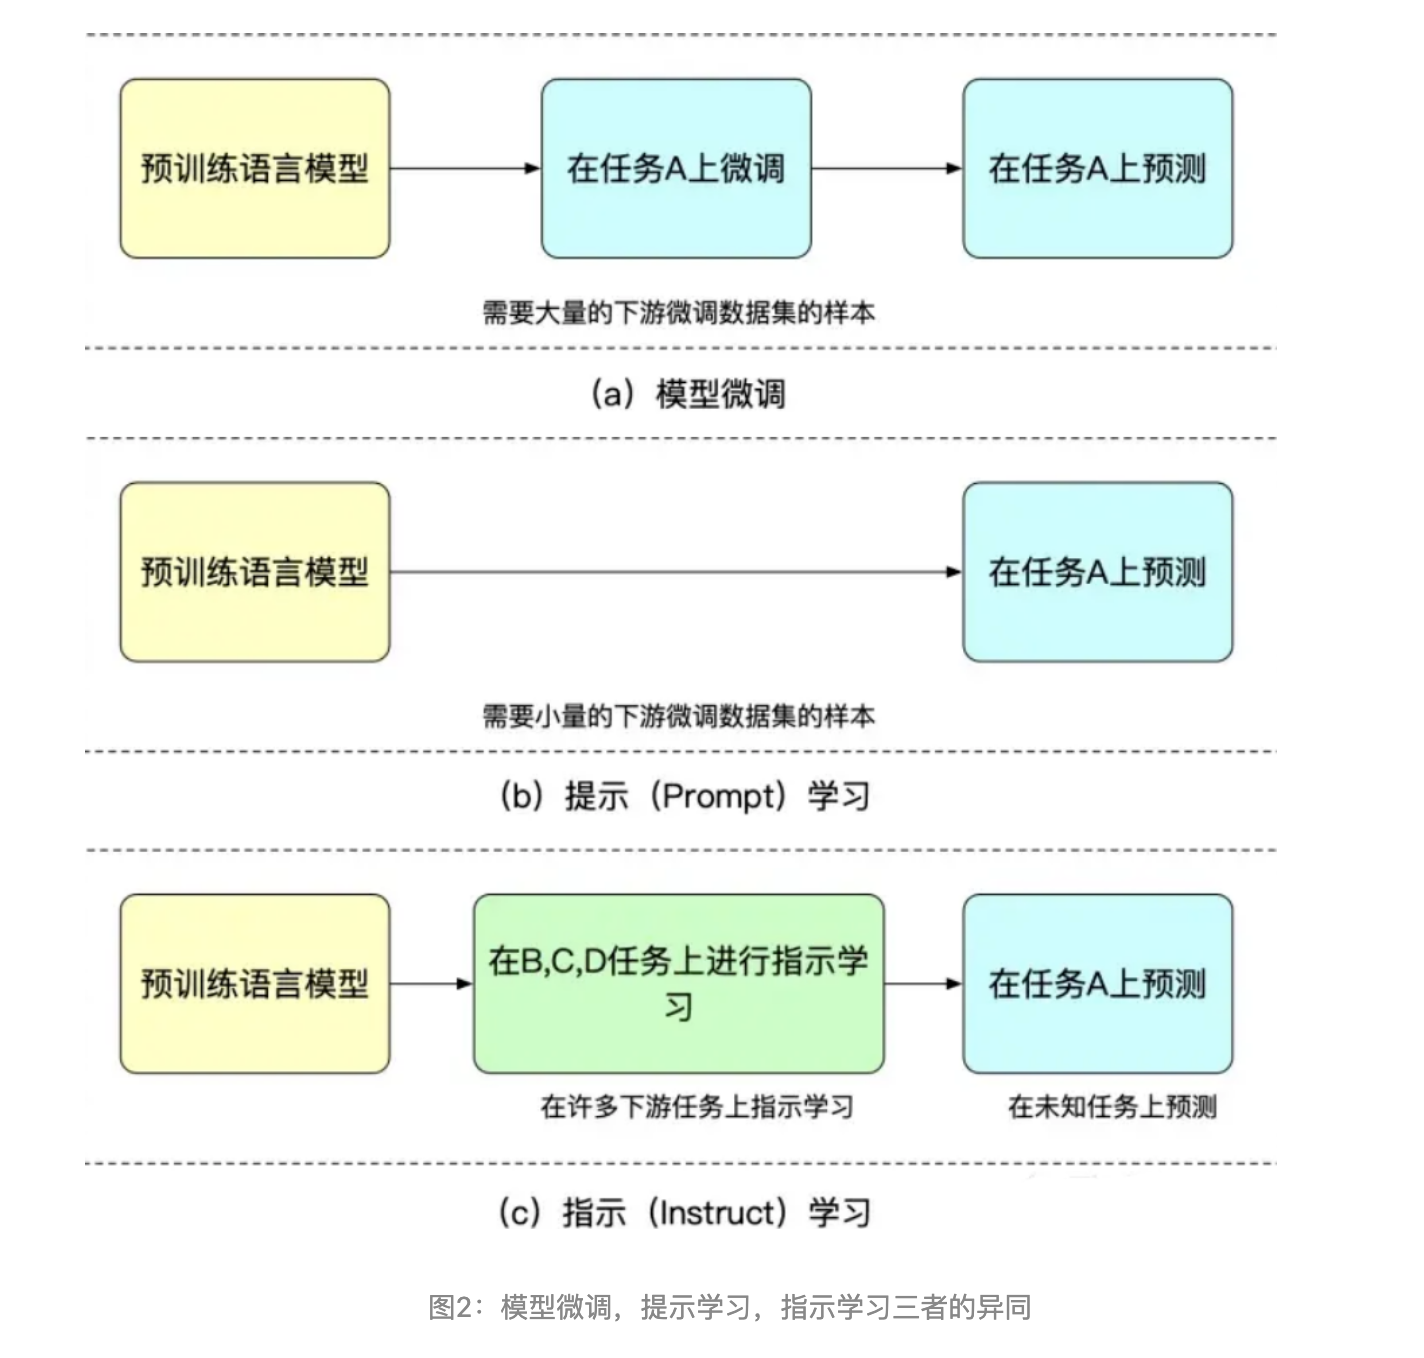 预训练语言模型
在任务A上微调
在任务A上预测
需要大量的下游微调数据集的样本
（a）模型微调
预训练语言模型
在任务A上预测
需要小量的下游微调数据集的样本
（b）提示（Prompt）学习
预训练语言模型
在B,C,D任务上进行指示学
习
在任务A上预测
在许多下游任务上指示学习
在未知任务上预测
（c）指示（Instruct）学习
图2：模型微调，提示学习，指示学习三者的异同